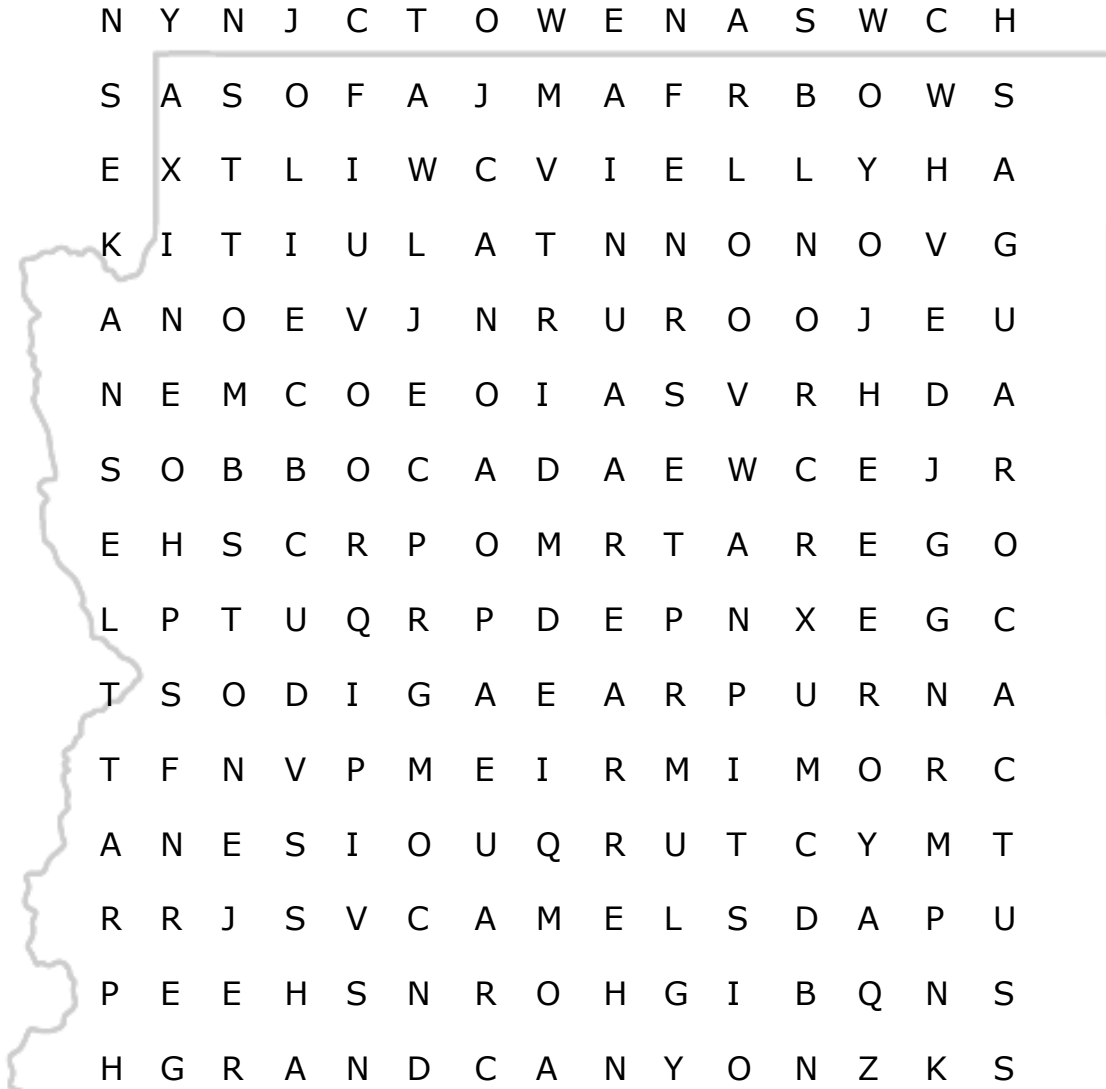 N Y N J C T O W E N A S W C H
S A S O F A J M A F R B O W S
E X T L I W C V I E L L Y H A
K I T I U L A T N N O N O V G
A N O E V J N R U R O O J E U
N E M C O E O I A S V R H D A
S O B B O C A D A E W C E J R
E H S C R P O M R T A R E G O
L P T U Q R P D E P N X E G C
T S O D I G A E A R P U R N A
T F N V P M E I R M I M O R C
A N E S I O U Q R U T C Y M T
R R J S V C A M E L S D A P U
P E E H S N R O H G I B Q N S
H G R A N D C A N Y O N Z K S